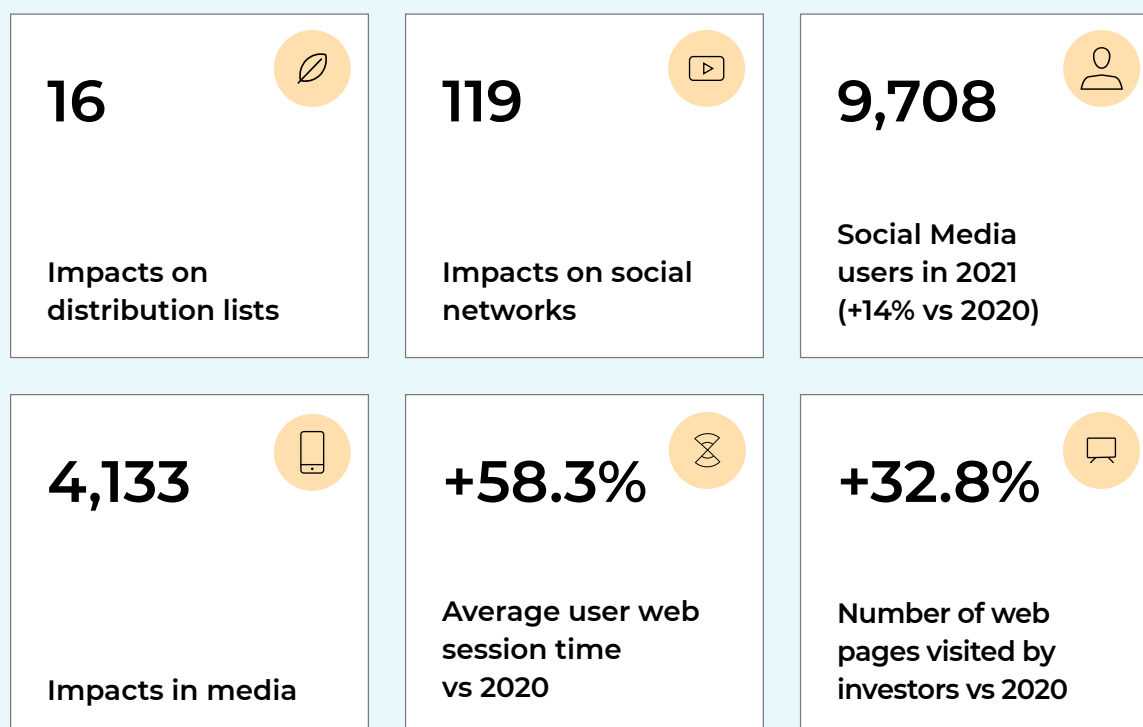 16
Impacts on
distribution lists
119
Impacts on social
networks
9,708
Social Media
users in 2021
(+14% vs 2020)
4,133
Impacts in media
+58.3%
Average user web
session time
vs 2020
+32.8%
Number of web
pages visited by
investors vs 2020